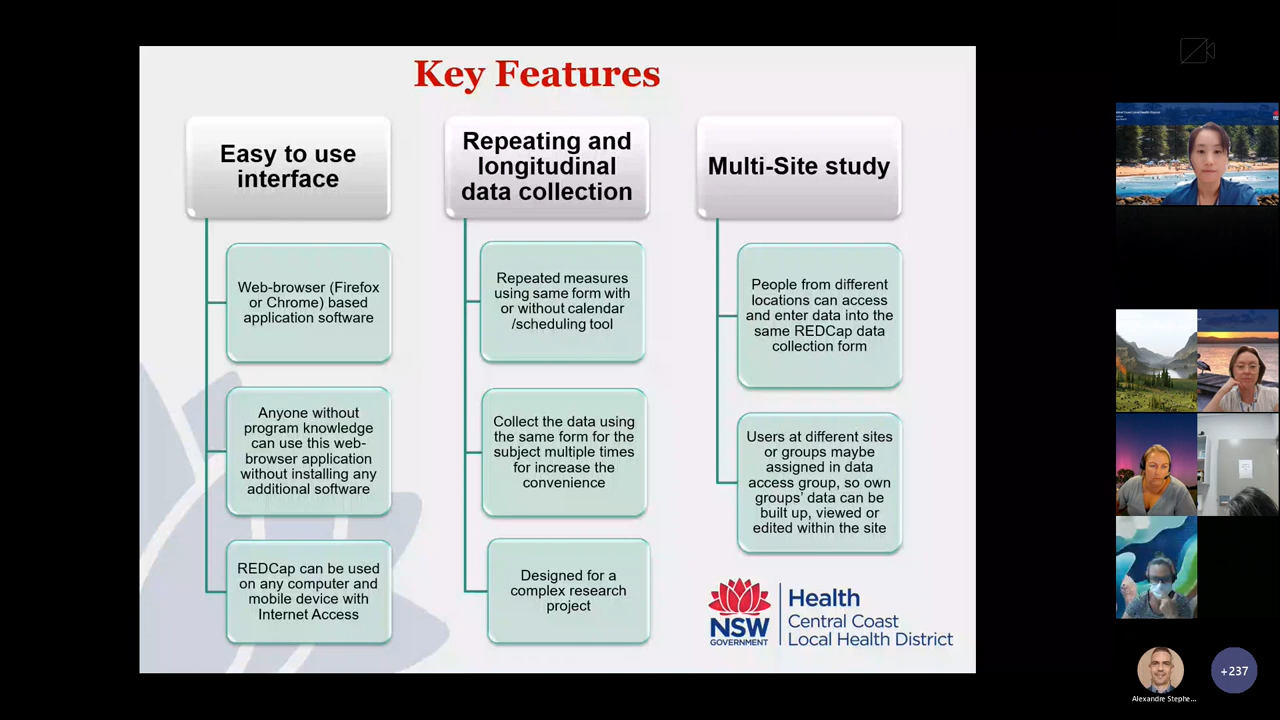 Key Features
Easy to use
interface
Web-browser (Firefox
or Chrome) based
application software
Anyone without
program knowledge
can use this web-
browser application
without installing any
additional software
REDCap can be used
on any computer and
mobile device with
Internet Access
Repeating and
longitudinal
data collection
Repeated measures
using same form with
or without calendar
/scheduling tool
Collect the data using
the same form for the
subject multiple times
for increase the
convenience
Designed for a
complex research
project
Multi-Site study
People from different
locations can access
and enter data into the
same REDCap data
collection form
Users at different sites
or groups maybe
assigned in data
access group, so own
groups’ data can be
built up, viewed or
edited within the site
NSW
GOVERNMENT
Health
Central Coast
Local Health District
Alexandre Stephe...
+237